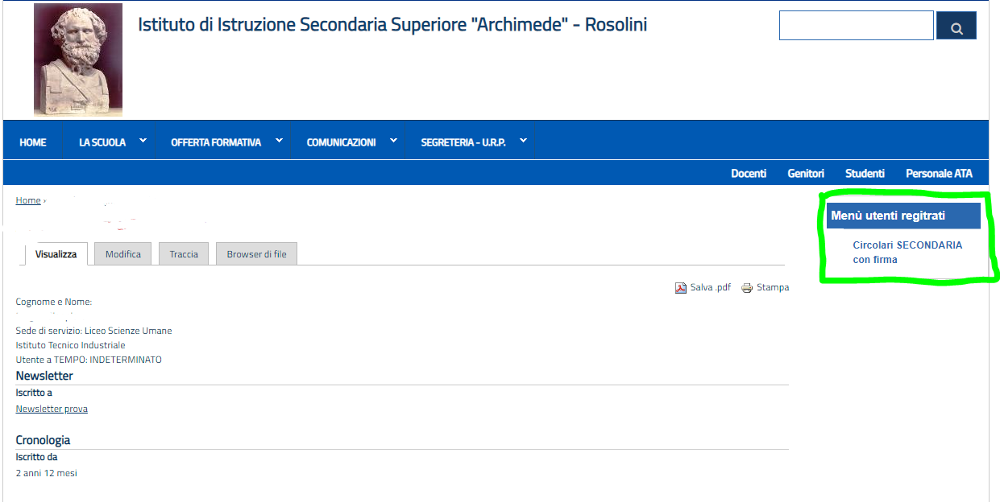 Istituto di Istruzione Secondaria Superiore "Archimede" - Rosolini
HOME LA SCUOLA OFFERTA FORMATIVA COMUNICAZIONI SEGRETERIA - U.R.P.
Docenti Genitori Studenti Personale ATA
Home ›
Menù utenti regitrati
Circolari SECONDARIA
con firma
Visualizza Modifica Traccia Browser di file
Salva .pdf Stampa
Cognome e Nome:
Sede di servizio: Liceo Scienze Umane
Istituto Tecnico Industriale
Utente a TEMPO: INDETERMINATO
Newsletter
Iscritto a
Newsletter prova
Cronologia
Iscritto da
2 anni 12 mesi